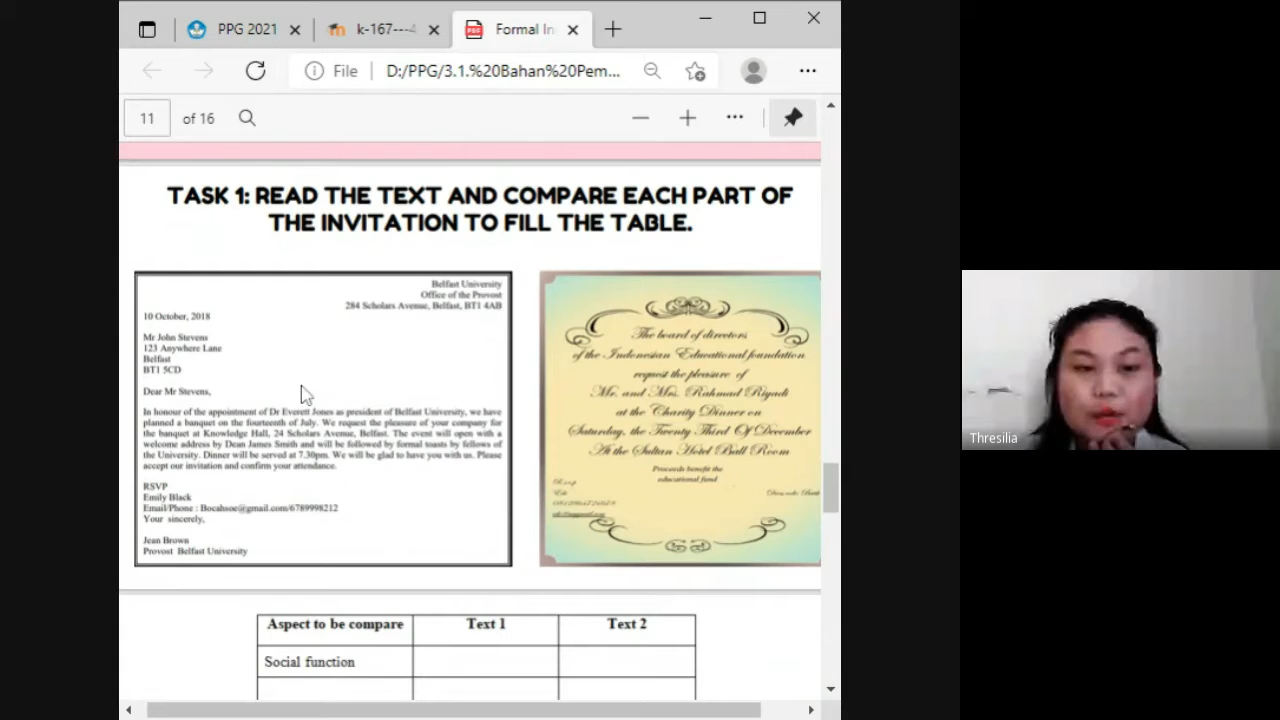 PPG 2021
k-167---4
Formal In
File
D:/PPG/3.1.%20Bahan%20Pem...
11
of 16
TASK 1: READ THE TEXT AND COMPARE EACH PART OF
THE INVITATION TO FILL THE TABLE.
Belfast University
Office of the Provost
284 Scholars Avenue, Belfast, BT1 4AB
10 October, 2018
Mr John Stevens
123 Anywhere Lane
Belfast
BT1 5CD
Dear Mr Stevens,
In honour of the appointment of Dr Everett Jones as president of Belfast University, we have
planned a banquet on the fourteenth of July. We request the pleasure of your company for
the banquet at Knowledge Hall, 24 Scholars Avenue, Belfast. The event will open with a
welcome address by Dean James Smith and will be followed by formal toasts by fellows of
the University. Dinner will be served at 7.30pm. We will be glad to have you with us. Please
accept our invitation and confirm your attendance.
RSVP
Emily Black
Email/Phone : Bocahsoe@gmail.com/6789998212
Your sincerely,
Jean Brown
Provost Belfast University
The board of directors
of the Indonesian Educational foundation
request the pleasure of
Mr. and Mrs. Rahmad Riyadi
at the Charity Dinner on
Saturday, the Twenty Third Of December
At the Sultan Hotel Ball Room
Proceeds benefit the
educational fund
Aspect to be compare Text 1 Text 2
Social function
Thresilia